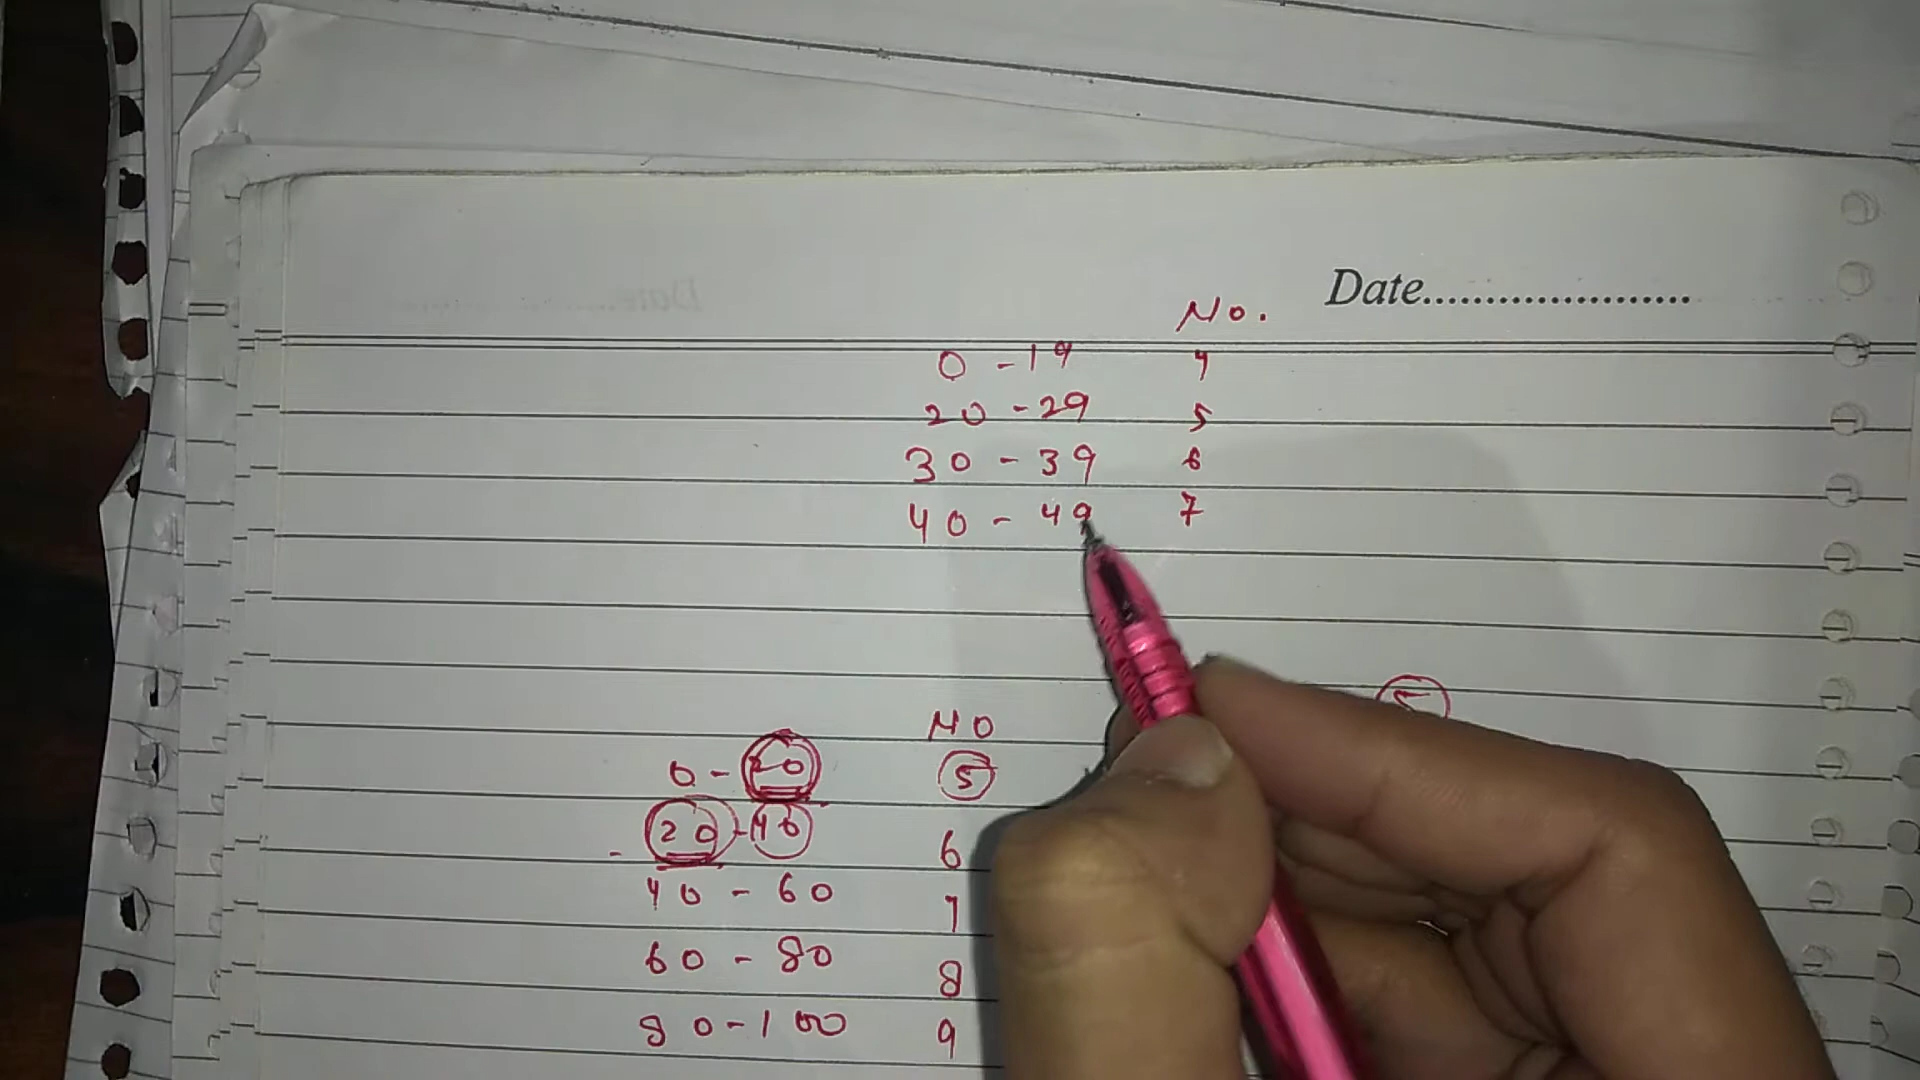 Date.....................
No.
0 - 19 4
20 - 29 5
30 - 39 6
40 - 49 7
5
NO
0 - 20 5
20 - 40 6
40 - 60 7
60 - 80 8
80 - 100 9